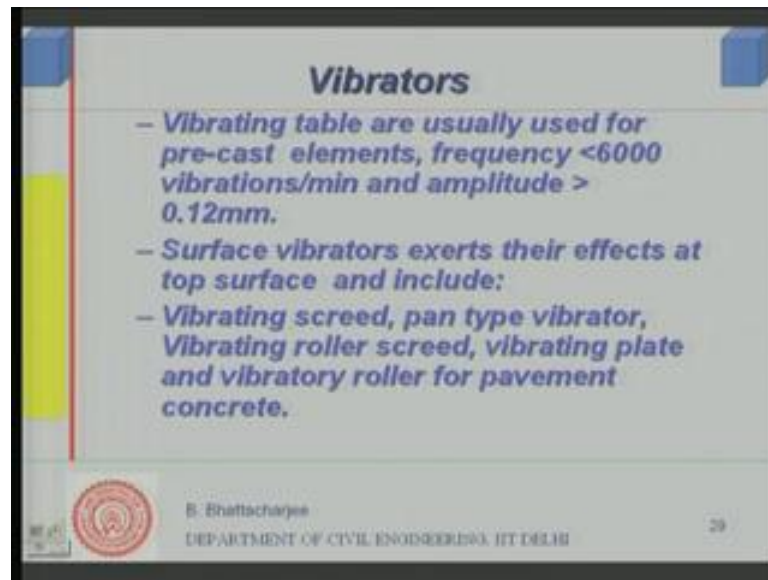 Vibrators
– Vibrating table are usually used for
pre-cast elements, frequency <6000
vibrations/min and amplitude >
0.12mm.
– Surface vibrators exerts their effects at
top surface and include:
– Vibrating screed, pan type vibrator,
Vibrating roller screed, vibrating plate
and vibratory roller for pavement
concrete.
B. Bhattacharjee
DEPARTMENT OF CIVIL ENGINEERING, IIT DELHI